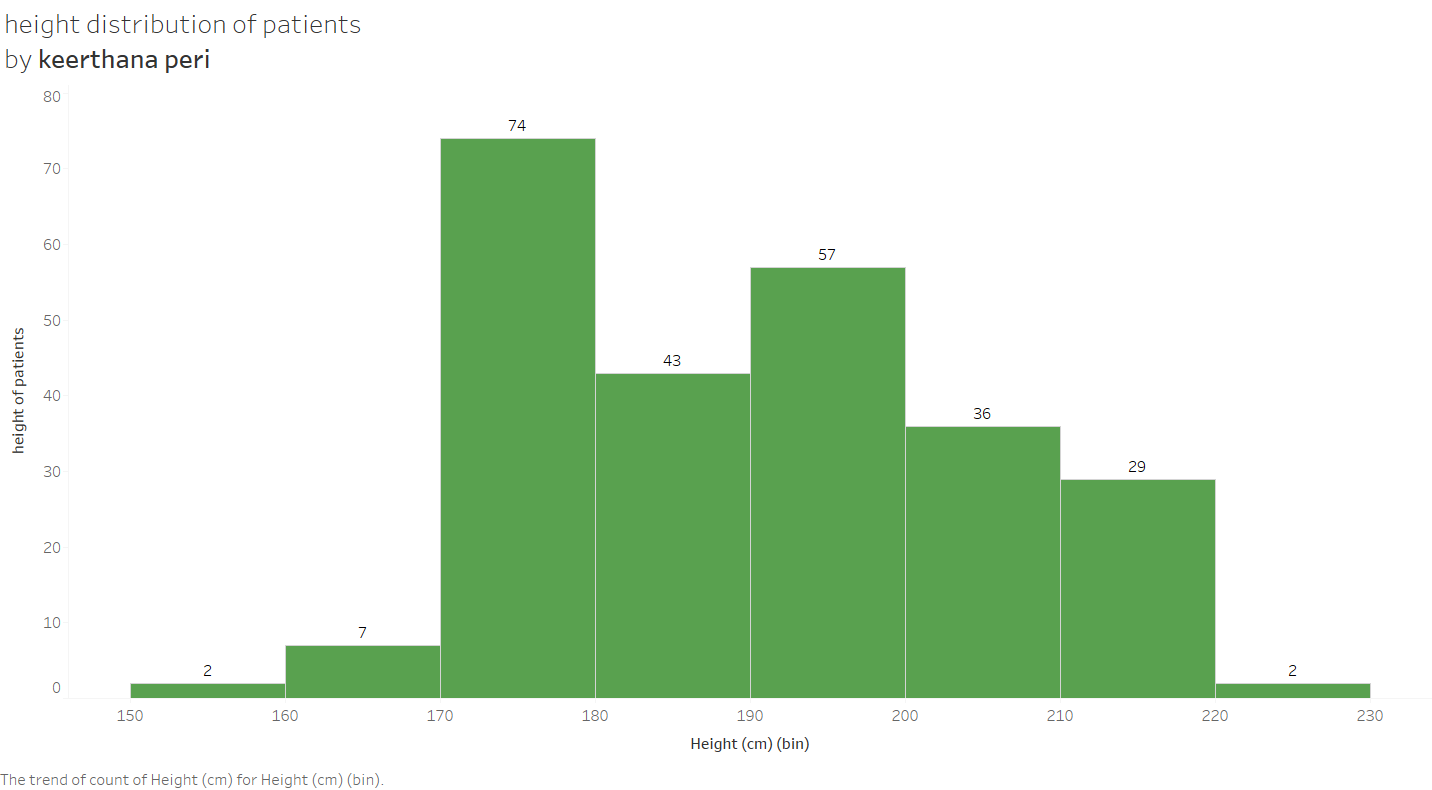 height distribution of patients
by keerthana peri
80
70
60
50
40
30
20
10
0
height of patients
2
7
74
43
57
36
29
2
150 160 170 180 190 200 210 220 230
Height (cm) (bin)
The trend of count of Height (cm) for Height (cm) (bin).